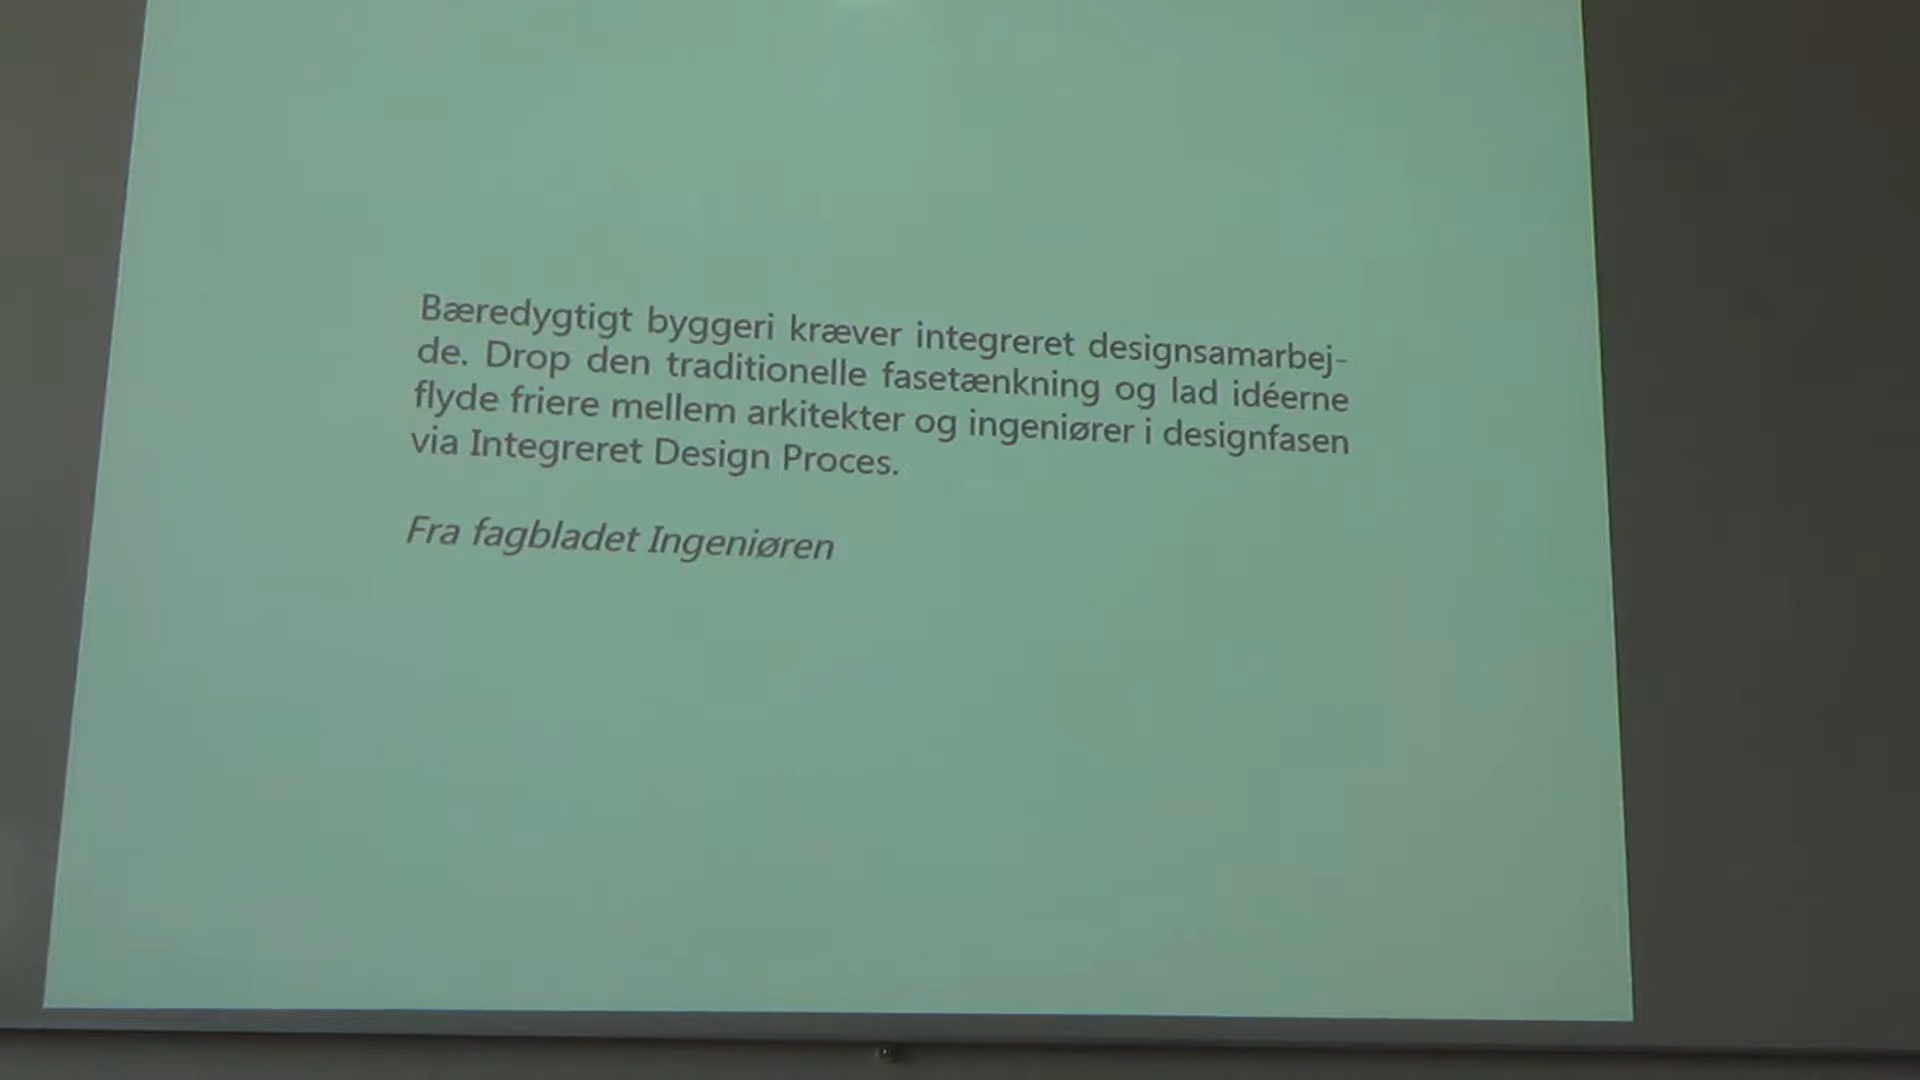 Bæredygtigt byggeri kræver integreret designsamarbej-
de. Drop den traditionelle fasetænkning og lad idéerne
flyde friere mellem arkitekter og ingeniører i designfasen
via Integreret Design Proces.
Fra fagbladet Ingeniøren